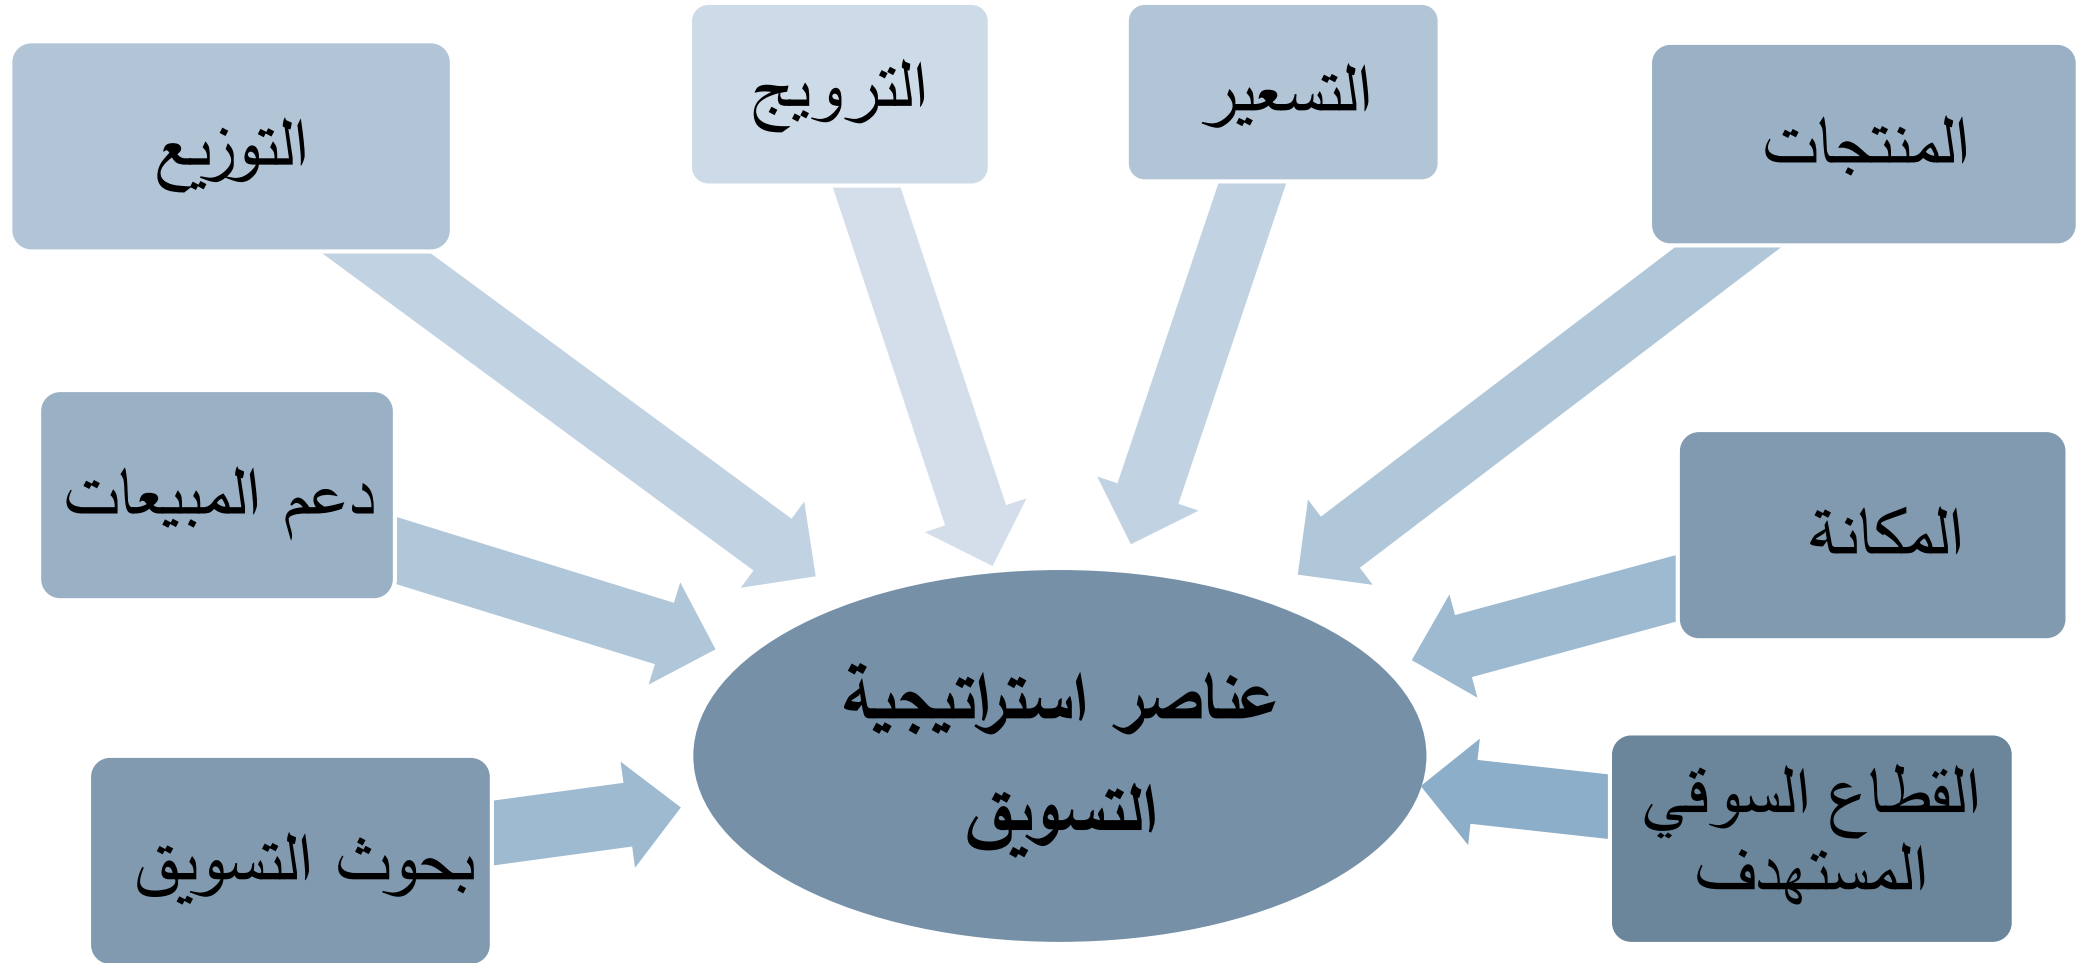 المنتجات
التسعير
الترويج
التوزيع
المكانة
دعم المبيعات
القطاع السوقي
المستهدف
بحوث التسويق
عناصر استراتيجية
التسويق